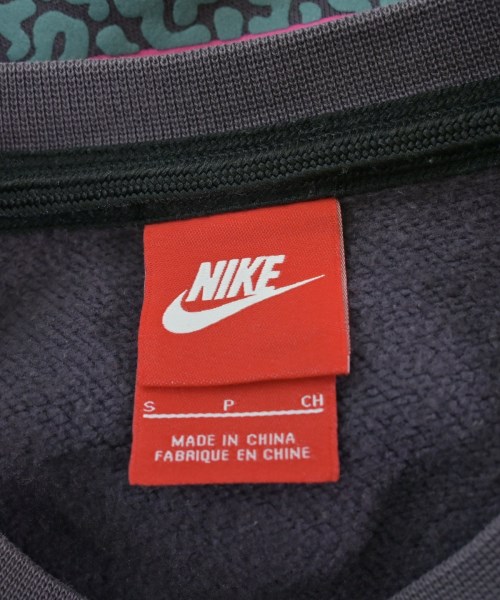 NIKE
S P CH
MADE IN CHINA
FABRIQUE EN CHINE